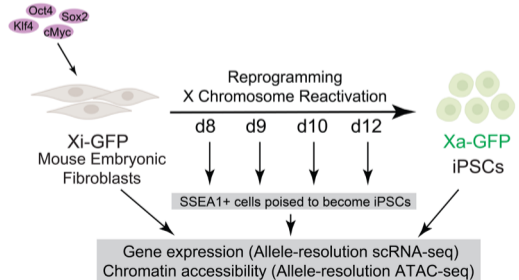 Oct4
Sox2
Klf4
cMyc
Reprogramming
X Chromosome Reactivation
d8 d9 d10 d12
Xi-GFP
Mouse Embryonic
Fibroblasts
Xa-GFP
iPSCs
SSEA1+ cells poised to become iPSCs
Gene expression (Allele-resolution scRNA-seq)
Chromatin accessibility (Allele-resolution ATAC-seq)